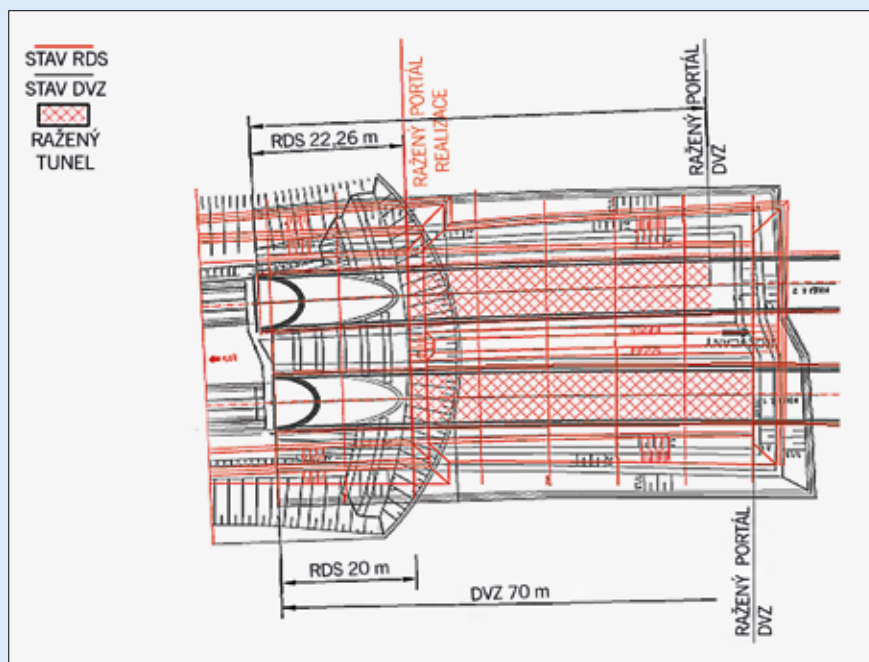 STAV RDS
STAV DVZ
RAŽENÝ
TUNEL
RDS 22,26 m
RAŽENÝ PORTÁL
REALIZACE
RAŽENÝ PORTÁL
DVZ
RDS 20 m
DVZ 70 m
RAŽENÝ PORTÁL
DVZ